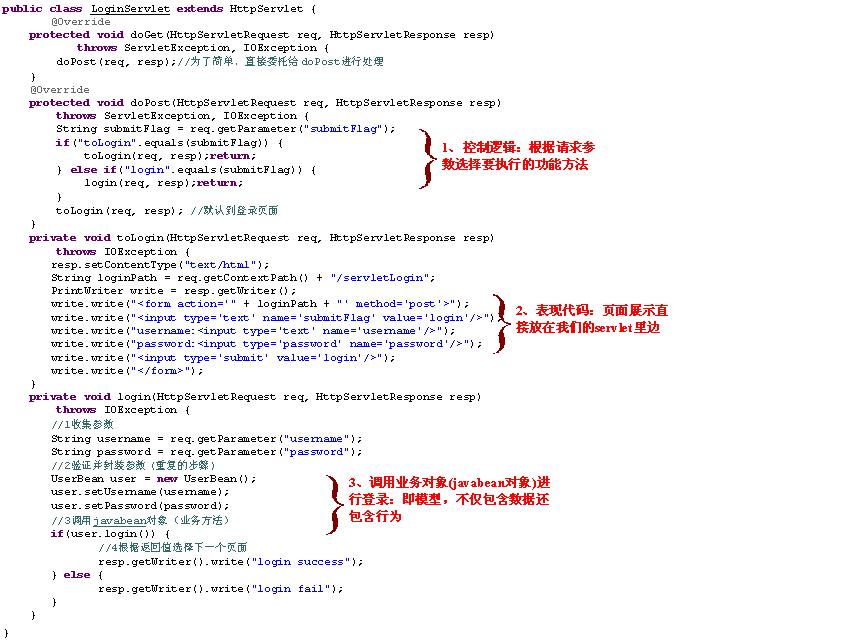 public class LoginServlet extends HttpServlet {
@Override
protected void doGet(HttpServletRequest req, HttpServletResponse resp)
throws ServletException, IOException {
doPost(req, resp);//为了简单，直接委托给doPost进行处理
}
@Override
protected void doPost(HttpServletRequest req, HttpServletResponse resp)
throws ServletException, IOException {
String submitFlag = req.getParameter("submitFlag");
if("toLogin".equals(submitFlag)) {
toLogin(req, resp);return;
} else if("login".equals(submitFlag)) {
login(req, resp);return;
}
toLogin(req, resp); //默认到登录页面
}
1、控制逻辑：根据请求参
数选择要执行的功能方法
private void toLogin(HttpServletRequest req, HttpServletResponse resp)
throws IOException {
resp.setContentType("text/html");
String loginPath = req.getContextPath() + "/servletLogin";
PrintWriter write = resp.getWriter();
write.write("<form action='" + loginPath + "' method='post'>");
write.write("<input type='text' name='submitFlag' value='login'/>");
write.write("username:<input type='text' name='username'/>");
write.write("password:<input type='password' name='password'/>");
write.write("<input type='submit' value='login'/>");
write.write("</form>");
}
2、表现代码：页面展示直
接放在我们的servlet里边
private void login(HttpServletRequest req, HttpServletResponse resp)
throws IOException {
//1收集参数
String username = req.getParameter("username");
String password = req.getParameter("password");
//2验证并封装参数（重复的步骤）
UserBean user = new UserBean();
user.setUsername(username);
user.setPassword(password);
//3调用javabean对象（业务方法）
if(user.login()) {
//4根据返回值选择下一个页面
resp.getWriter().write("login success");
} else {
resp.getWriter().write("login fail");
}
}
}
3、调用业务对象(javabean对象)进
行登录：即模型，不仅包含数据还
包含行为